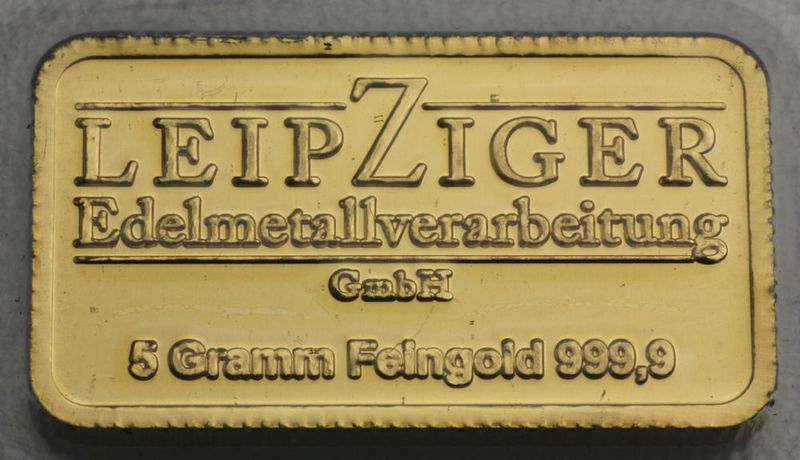 LEIPZIGER
Edelmetallverarbeitung
GmbH
5 Gramm Feingold 999,9